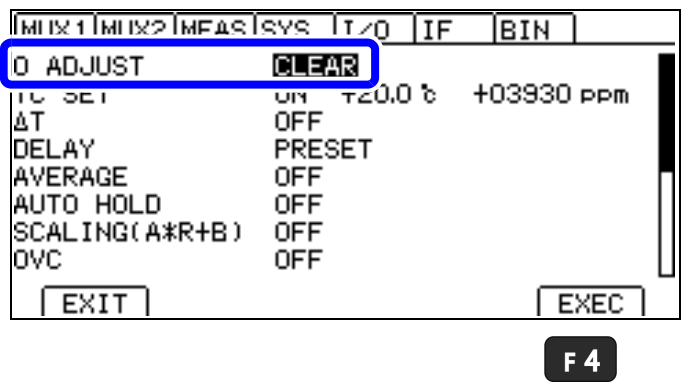 MUX1 MUX2 MEAS SYS I/O IF BIN
0 ADJUST CLEAR
TC SET ON +20.0 ℃ +03930 ppm
ΔT OFF
DELAY PRESET
AVERAGE OFF
AUTO HOLD OFF
SCALING(A*R+B) OFF
OVC OFF
EXIT EXEC
F 4